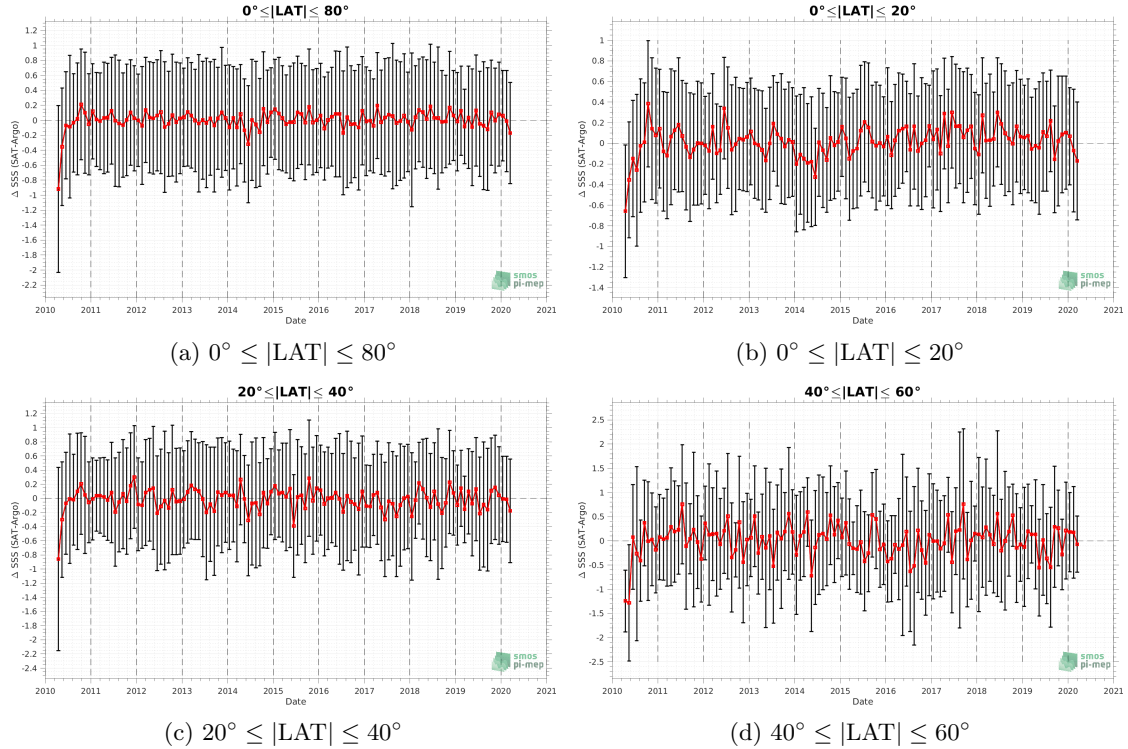 0°≤|LAT|≤ 80°
Δ SSS (SAT-Argo)
1.2
1
0.8
0.6
0.4
0.2
0
-0.2
-0.4
-0.6
-0.8
-1
-1.2
-1.4
-1.6
-1.8
-2
-2.2
2010 2011 2012 2013 2014 2015 2016 2017 2018 2019 2020 2021
Date
smos
pi-mep
(a) 0° ≤ |LAT| ≤ 80°
0°≤|LAT|≤ 20°
Δ SSS (SAT-Argo)
1
0.8
0.6
0.4
0.2
0
-0.2
-0.4
-0.6
-0.8
-1
-1.2
-1.4
2010 2011 2012 2013 2014 2015 2016 2017 2018 2019 2020 2021
Date
smos
pi-mep
(b) 0° ≤ |LAT| ≤ 20°
20°≤|LAT|≤ 40°
Δ SSS (SAT-Argo)
1.2
1
0.8
0.6
0.4
0.2
0
-0.2
-0.4
-0.6
-0.8
-1
-1.2
-1.4
-1.6
-1.8
-2
-2.2
-2.4
2010 2011 2012 2013 2014 2015 2016 2017 2018 2019 2020 2021
Date
smos
pi-mep
(c) 20° ≤ |LAT| ≤ 40°
40°≤|LAT|≤ 60°
Δ SSS (SAT-Argo)
2.5
2
1.5
1
0.5
0
-0.5
-1
-1.5
-2
-2.5
2010 2011 2012 2013 2014 2015 2016 2017 2018 2019 2020 2021
Date
smos
pi-mep
(d) 40° ≤ |LAT| ≤ 60°